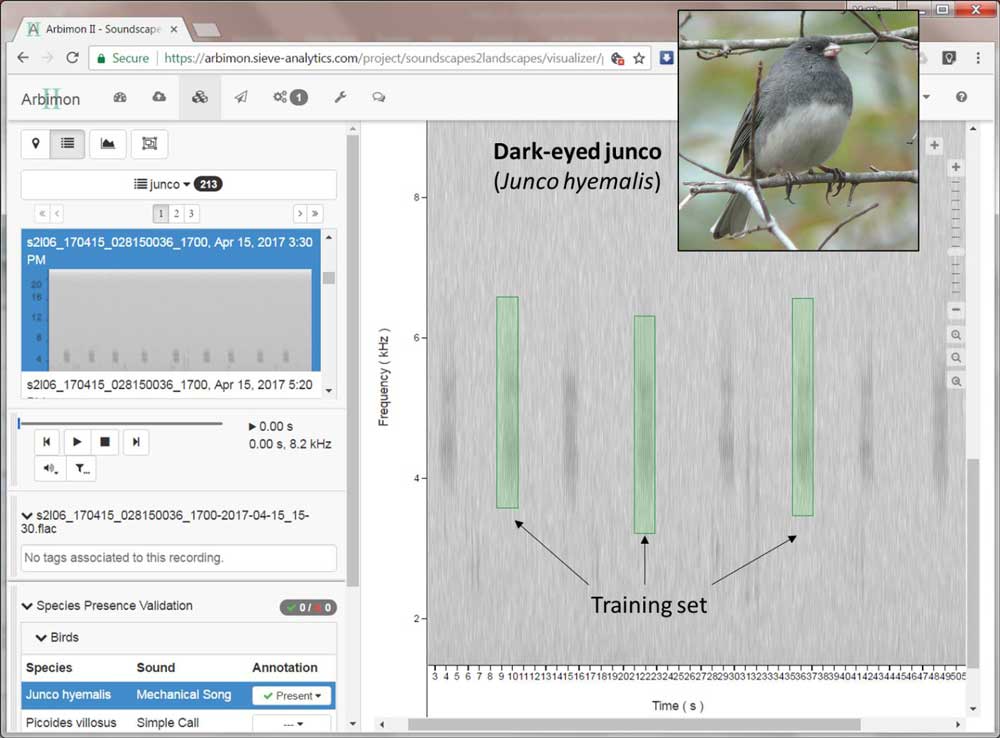 Arbimon II - Soundscape
Secure
https://arbimon.sieve-analytics.com/project/soundscapes2landscapes/visualizer/
Arbimon
II
1
junco 213
1 2 3
s2l06_170415_028150036_1700, Apr 15, 2017 3:30
PM
20
16
12
8
4
s2l06_170415_028150036_1700, Apr 15, 2017 5:20
0.00 s
0.00 s, 8.2 kHz
s2l06_170415_028150036_1700-2017-04-15_15-
30.flac
No tags associated to this recording.
Species Presence Validation
0 / 0
Birds
Species Sound Annotation
Junco hyemalis Mechanical Song Present
Picoides villosus Simple Call ---
Dark-eyed junco
(Junco hyemalis)
Frequency ( kHz )
8
6
4
2
Training set
3 4 5 6 7 8 9 10 11 12 13 14 15 16 17 18 19 20 21 22 23 24 25 26 27 28 29 30 31 32 33 34 35 36 37 38 39 40 41 42 43 44 45 46 47 48 49 50
Time ( s )